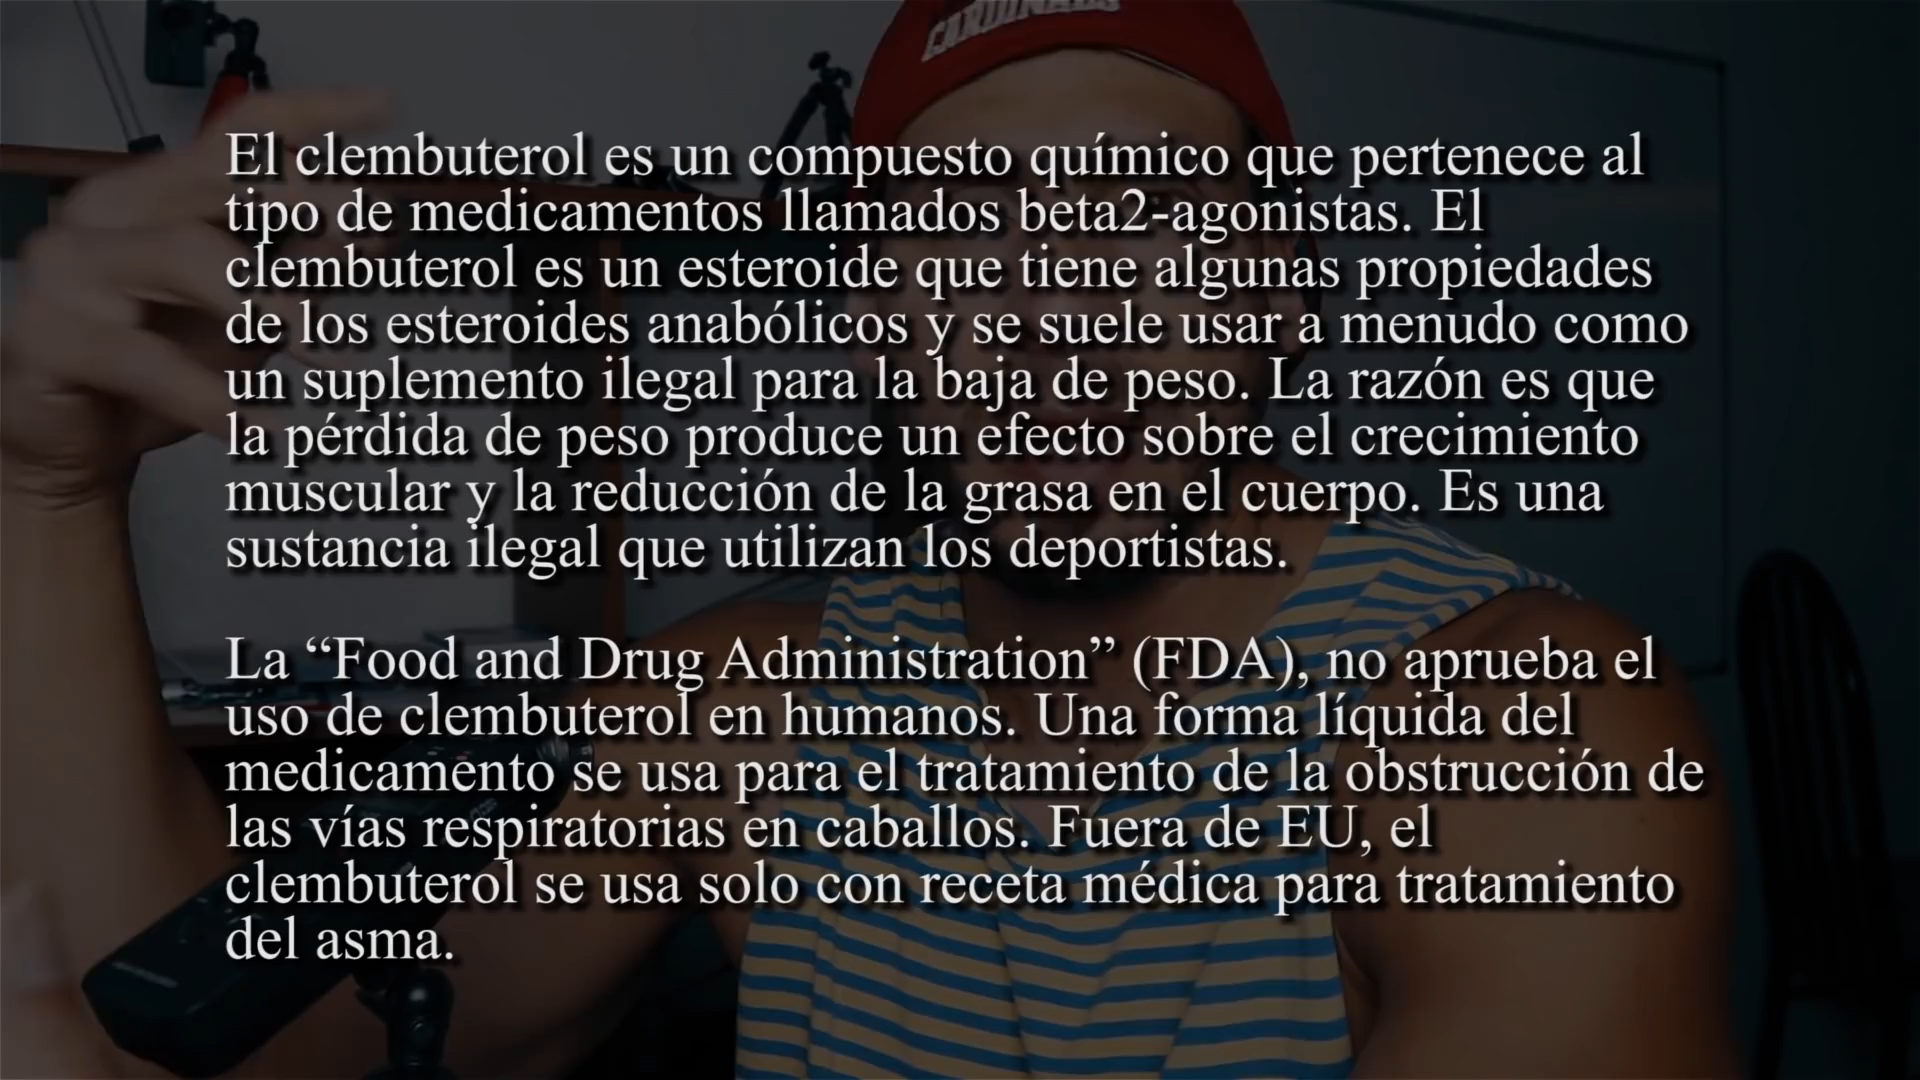 CARDINALS
El clembuterol es un compuesto químico que pertenece al
tipo de medicamentos llamados beta2-agonistas. El
clembuterol es un esteroide que tiene algunas propiedades
de los esteroides anabólicos y se suele usar a menudo como
un suplemento ilegal para la baja de peso. La razón es que
la pérdida de peso produce un efecto sobre el crecimiento
muscular y la reducción de la grasa en el cuerpo. Es una
sustancia ilegal que utilizan los deportistas.
La “Food and Drug Administration” (FDA), no aprueba el
uso de clembuterol en humanos. Una forma líquida del
medicamento se usa para el tratamiento de la obstrucción de
las vías respiratorias en caballos. Fuera de EU, el
clembuterol se usa solo con receta médica para tratamiento
del asma.